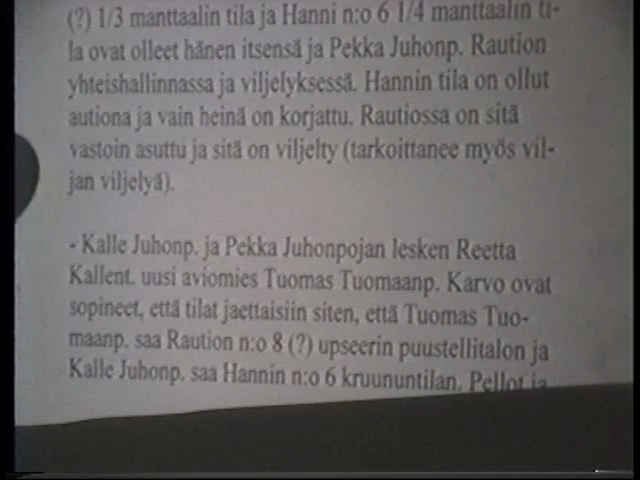 (?) 1/3 manttaalin tila ja Hanni n:o 6 1/4 manttaalin ti-
la ovat olleet hänen itsensä ja Pekka Juhonp. Raution
yhteishallinnassa ja viljelyksessä. Hannin tila on ollut
autiona ja vain heinä on korjattu. Rautiossa on sitä
vastoin asuttu ja sitä on viljelty (tarkoittanee myös vil-
jan viljelyä).
- Kalle Juhonp. ja Pekka Juhonpojan lesken Reetta
Kallent. uusi aviomies Tuomas Tuomaanp. Karvo ovat
sopineet, että tilat jaettaisiin siten, että Tuomas Tuo-
maanp. saa Raution n:o 8 (?) upseerin puustellitalon ja
Kalle Juhonp. saa Hannin n:o 6 kruununtilan. Pellot ja